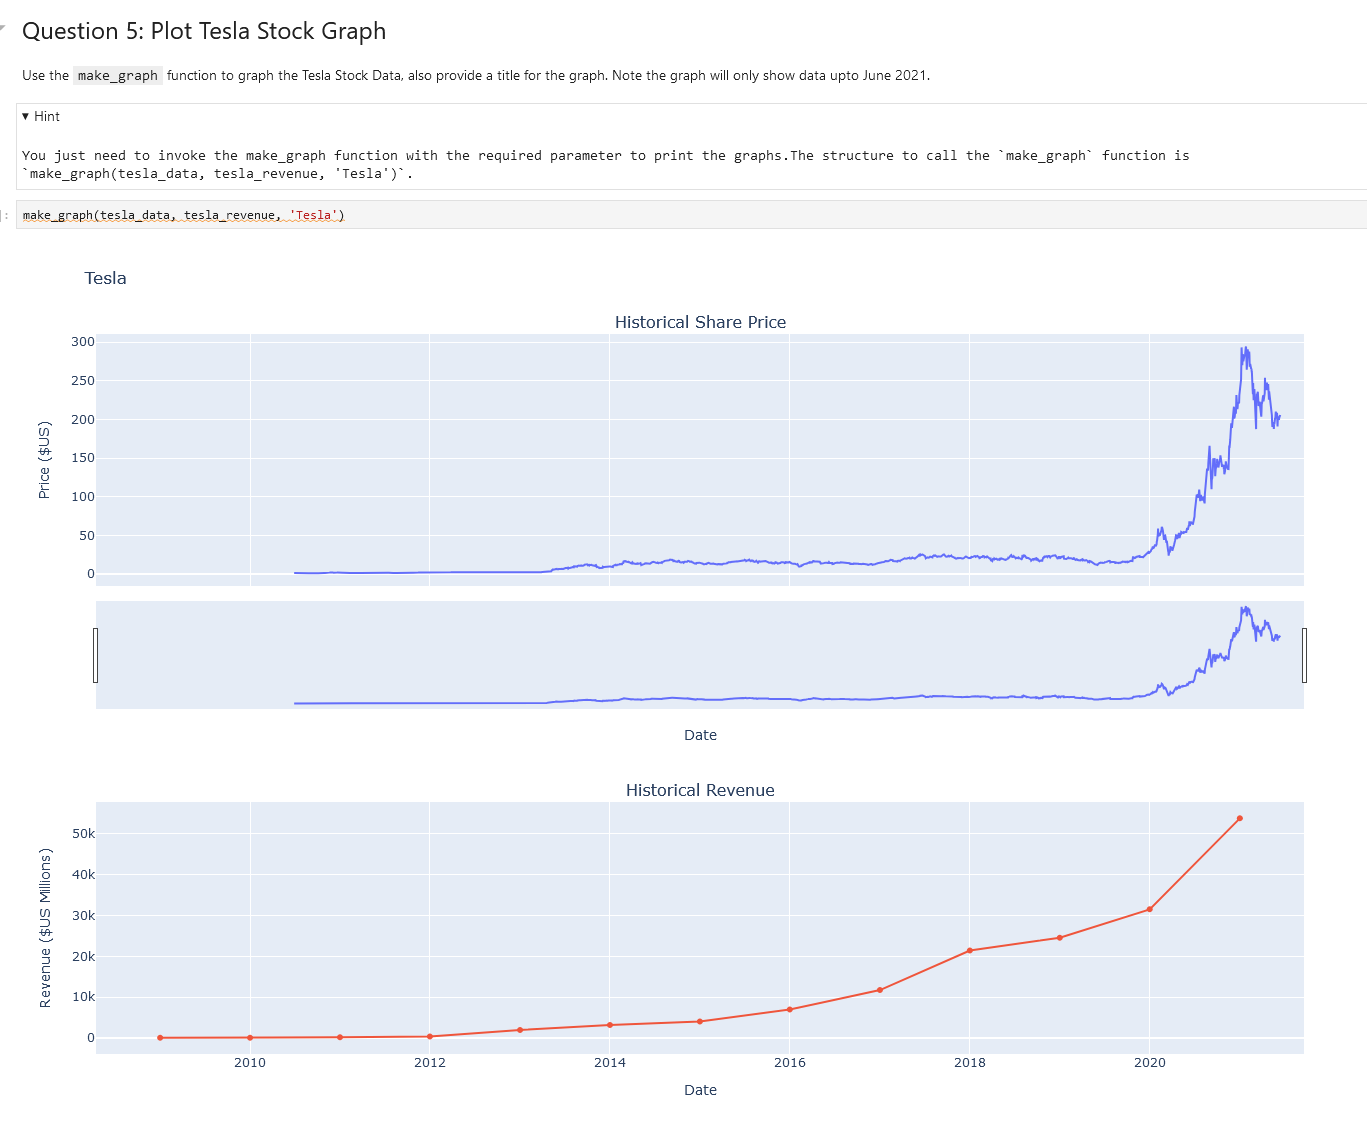 Question 5: Plot Tesla Stock Graph
Use the make_graph function to graph the Tesla Stock Data, also provide a title for the graph. Note the graph will only show data upto June 2021.
▼ Hint
You just need to invoke the make_graph function with the required parameter to print the graphs.The structure to call the `make_graph` function is
`make_graph(tesla_data, tesla_revenue, 'Tesla')`.
]: make_graph(tesla_data, tesla_revenue, 'Tesla')
Tesla
Historical Share Price
300
250
200
150
100
50
0
Price ($US)
Date
Historical Revenue
50k
40k
30k
20k
10k
0
Revenue ($US Millions)
2010 2012 2014 2016 2018 2020
Date